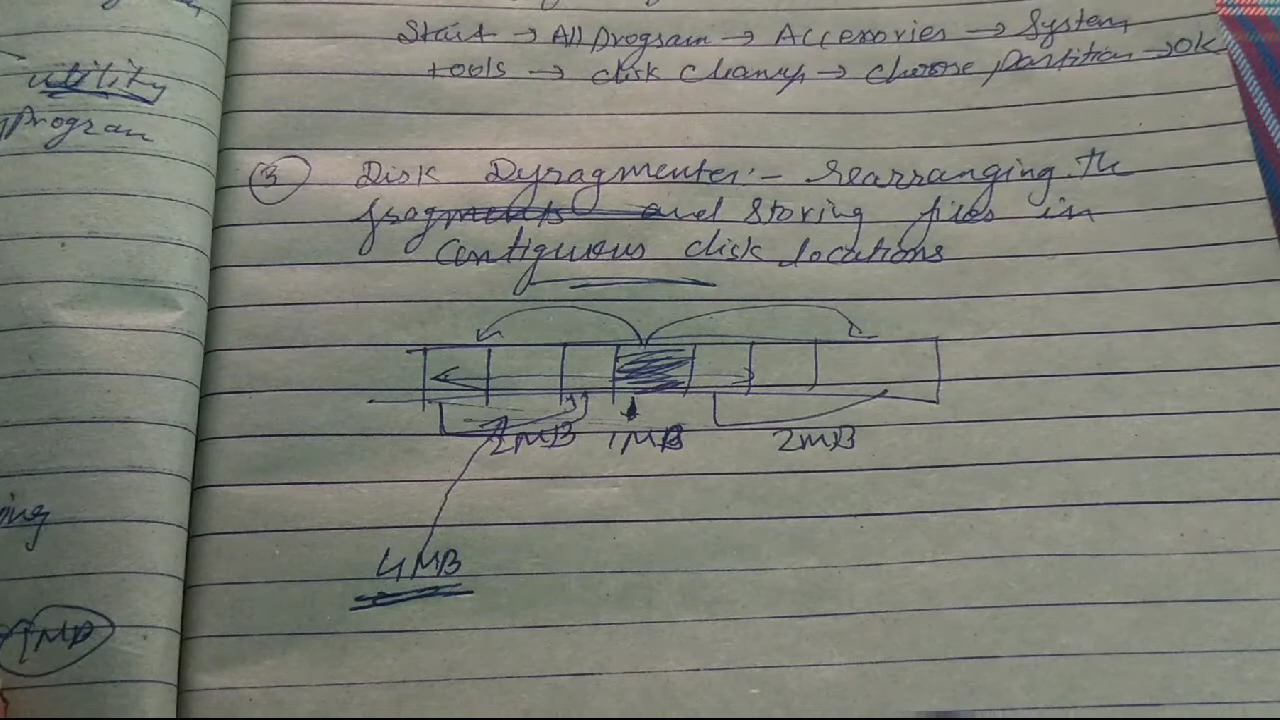 utility
Program
Start → All Program → Accessories → System
tools → disk cleanup → choose partition → OK
③ Disk Dyfragmenter:- rearranging the
fragments and storing files in
Contiguous disk locations
2MB 1MB 2MB
4MB
1MB